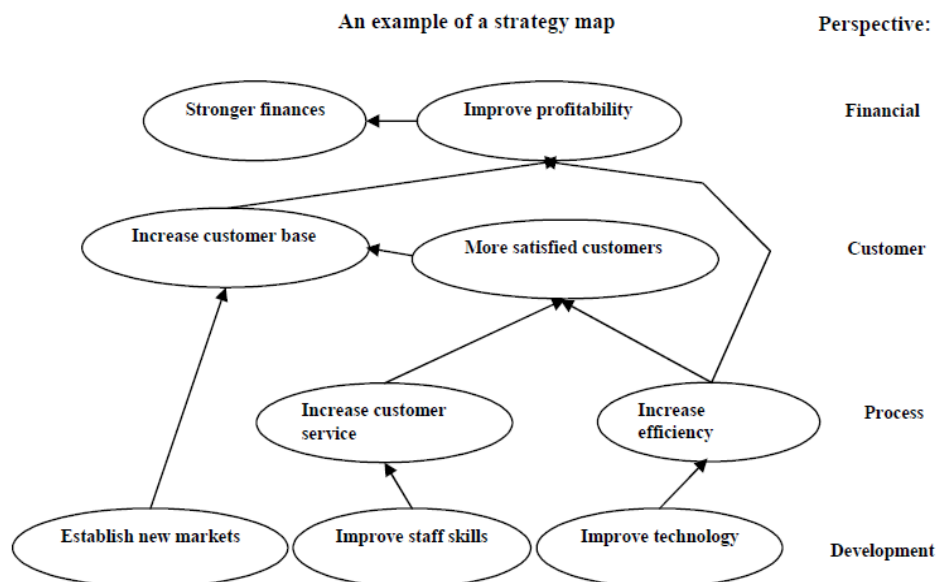 An example of a strategy map
Perspective:
Stronger finances
Improve profitability
Financial
Increase customer base
More satisfied customers
Customer
Increase customer
service
Increase
efficiency
Process
Establish new markets
Improve staff skills
Improve technology
Development